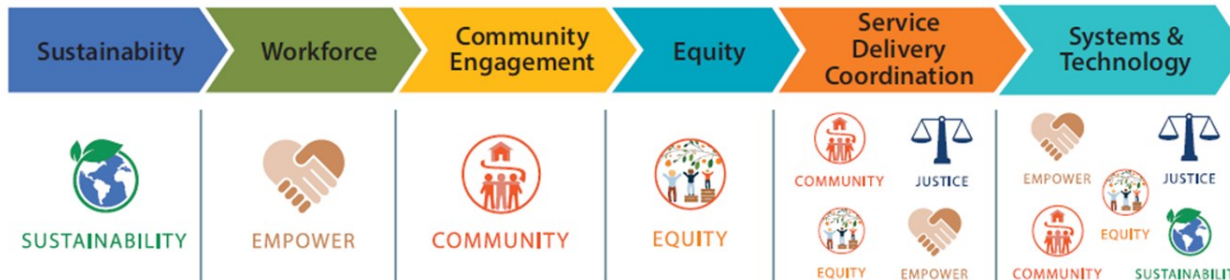 Sustainabiity
Workforce
Community
Engagement
Equity
Service
Delivery
Coordination
Systems &
Technology
SUSTAINABILITY
EMPOWER
COMMUNITY
EQUITY
COMMUNITY
JUSTICE
EQUITY
EMPOWER
EMPOWER
JUSTICE
EQUITY
COMMUNITY
SUSTAINABILIT